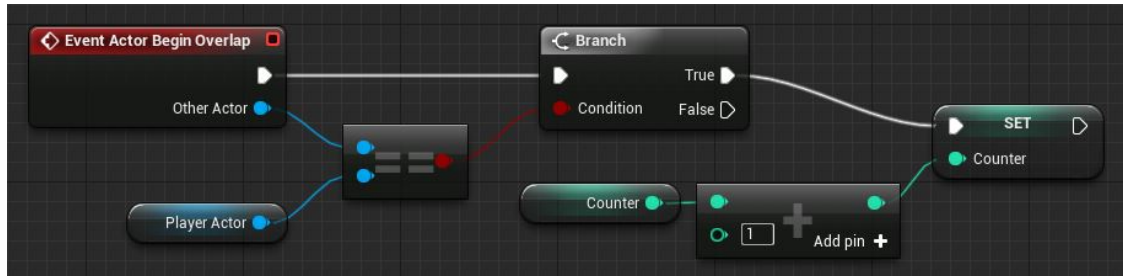 Event Actor Begin Overlap
Other Actor
Player Actor
==
Branch
True
Condition
False
Counter
1
+
Add pin +
SET
Counter